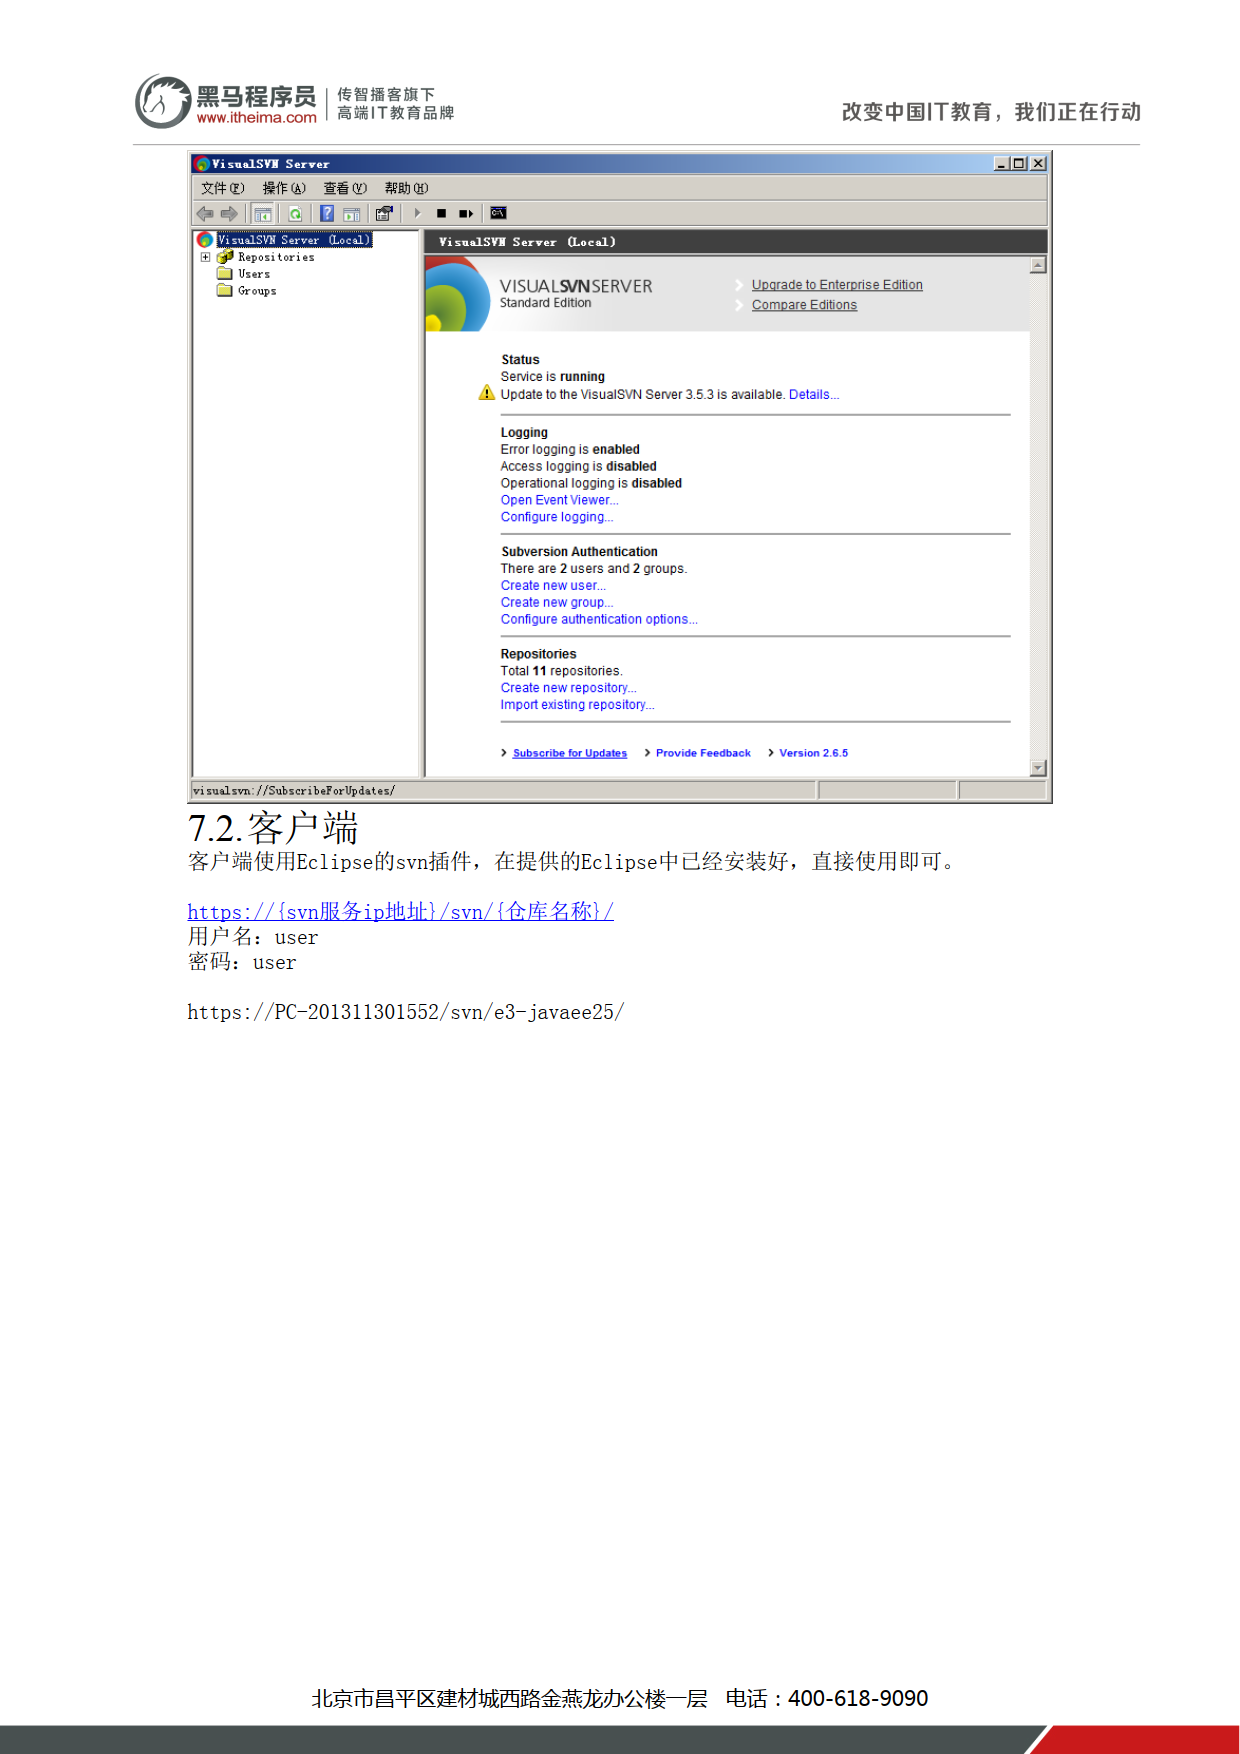 黑马程序员
www.itheima.com
传智播客旗下
高端IT教育品牌
改变中国IT教育，我们正在行动
VisualSVN Server
文件(F) 操作(A) 查看(V) 帮助(H)
VisualSVN Server (Local)
Repositories
Users
Groups
VisualSVN Server (Local)
VISUALSVNSERVER
Standard Edition
Upgrade to Enterprise Edition
Compare Editions
Status
Service is running
Update to the VisualSVN Server 3.5.3 is available. Details...
Logging
Error logging is enabled
Access logging is disabled
Operational logging is disabled
Open Event Viewer...
Configure logging...
Subversion Authentication
There are 2 users and 2 groups.
Create new user...
Create new group...
Configure authentication options...
Repositories
Total 11 repositories.
Create new repository...
Import existing repository...
Subscribe for Updates Provide Feedback Version 2.6.5
visualsvn://SubscribeForUpdates/
7.2.客户端
客户端使用Eclipse的svn插件，在提供的Eclipse中已经安装好，直接使用即可。
https://{svn服务ip地址}/svn/{仓库名称}/
用户名：user
密码：user
https://PC-201311301552/svn/e3-javaee25/
北京市昌平区建材城西路金燕龙办公楼一层 电话：400-618-9090